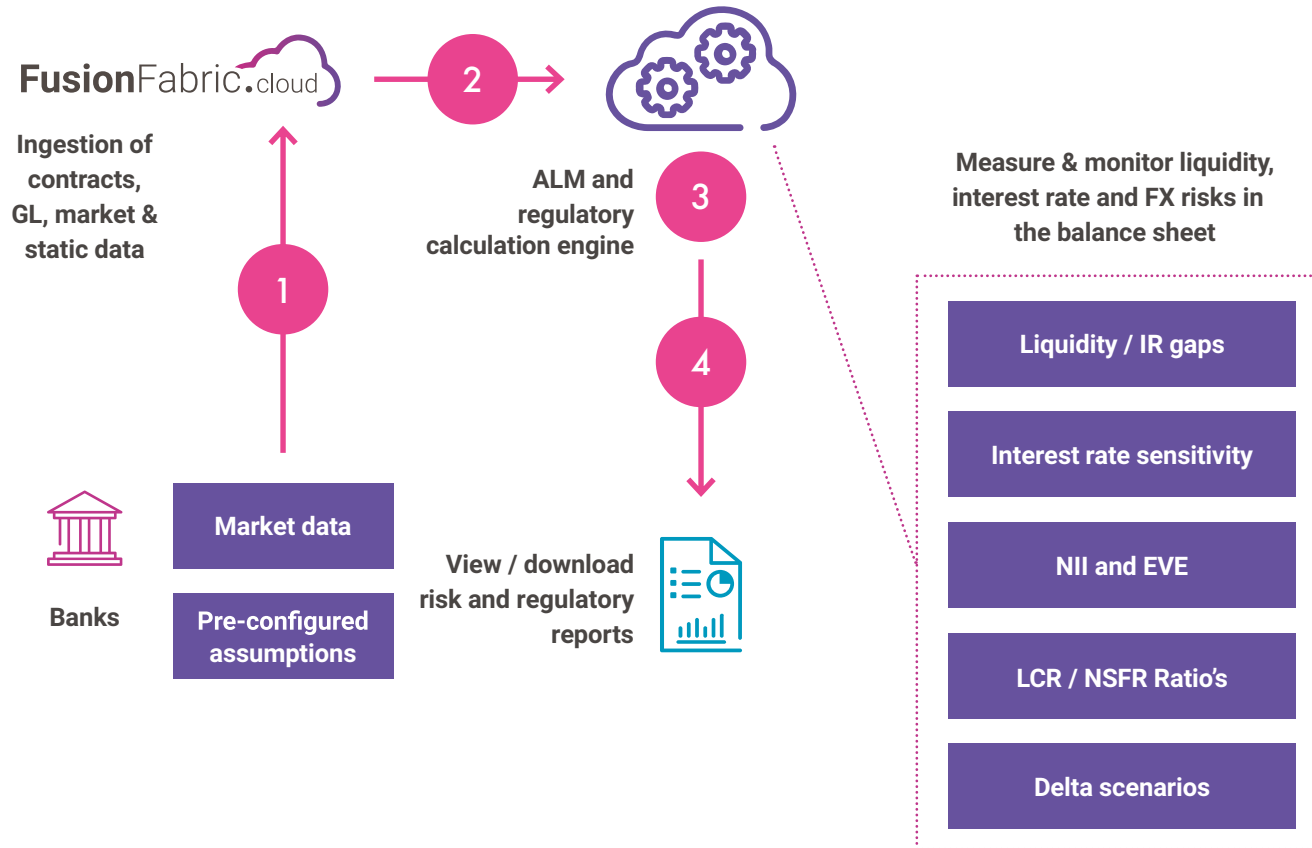 FusionFabric.cloud
Ingestion of
contracts,
GL, market &
static data
1
2
ALM and
regulatory
calculation engine
3
4
Banks
Market data
Pre-configured
assumptions
View / download
risk and regulatory
reports
Measure & monitor liquidity,
interest rate and FX risks in
the balance sheet
Liquidity / IR gaps
Interest rate sensitivity
NII and EVE
LCR / NSFR Ratio's
Delta scenarios